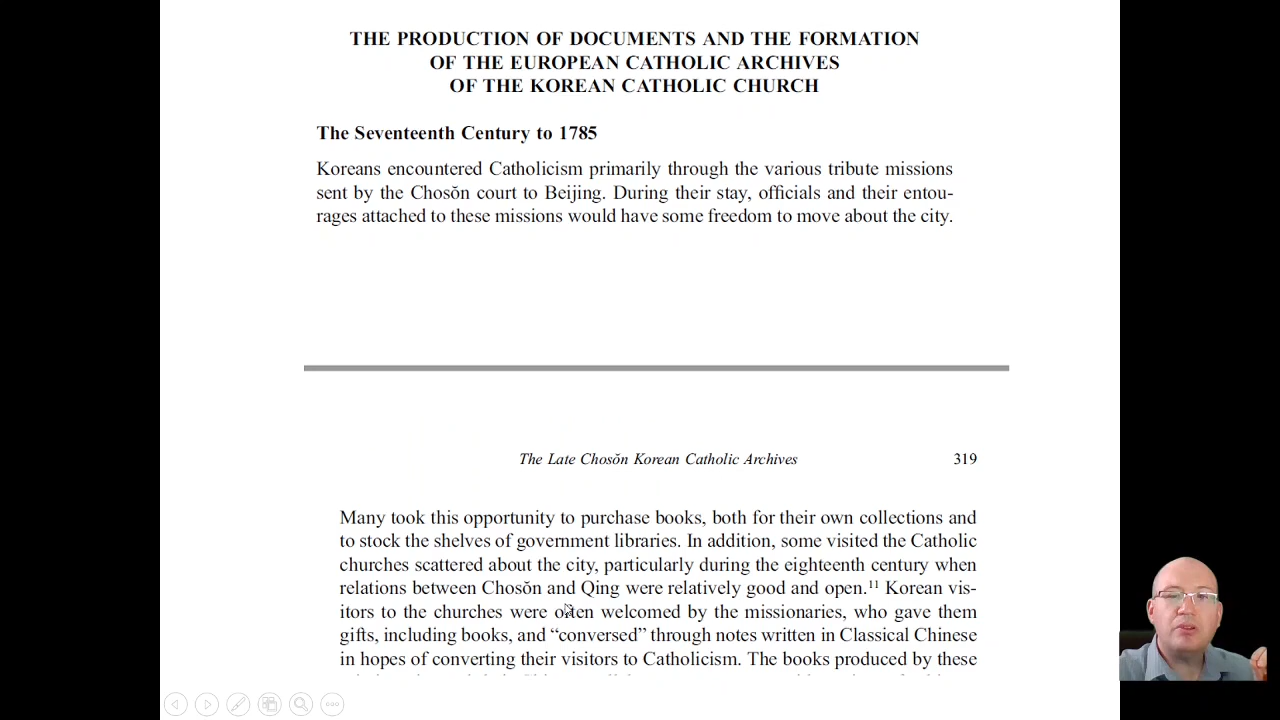 THE PRODUCTION OF DOCUMENTS AND THE FORMATION
OF THE EUROPEAN CATHOLIC ARCHIVES
OF THE KOREAN CATHOLIC CHURCH
The Seventeenth Century to 1785
Koreans encountered Catholicism primarily through the various tribute missions
sent by the Chosŏn court to Beijing. During their stay, officials and their entou-
rages attached to these missions would have some freedom to move about the city.
The Late Chosŏn Korean Catholic Archives 319
Many took this opportunity to purchase books, both for their own collections and
to stock the shelves of government libraries. In addition, some visited the Catholic
churches scattered about the city, particularly during the eighteenth century when
relations between Chosŏn and Qing were relatively good and open.¹¹ Korean vis-
itors to the churches were often welcomed by the missionaries, who gave them
gifts, including books, and “conversed” through notes written in Classical Chinese
in hopes of converting their visitors to Catholicism. The books produced by these